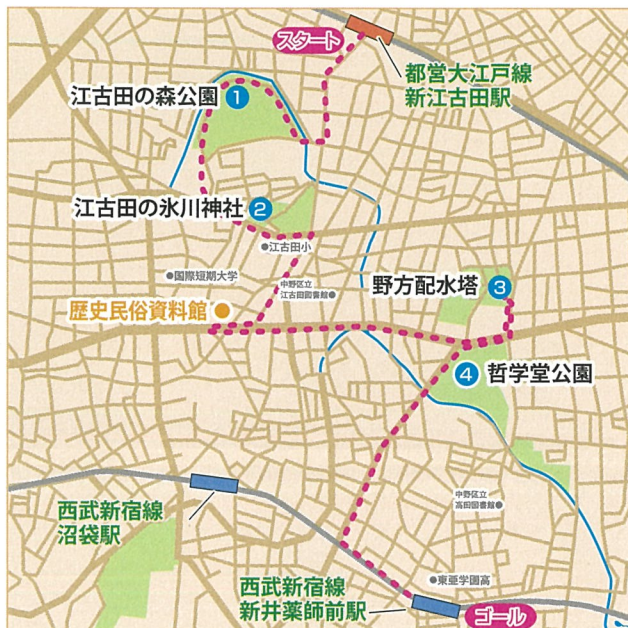 スタート
都営大江戸線
新江古田駅
江古田の森公園 1
江古田の氷川神社 2
江古田小
国際短期大学
中野区立
江古田図書館
野方配水塔 3
歴史民俗資料館
4 哲学堂公園
中野区立
高田図書館
西武新宿線
沼袋駅
東亜学園高
西武新宿線
新井薬師前駅
ゴール